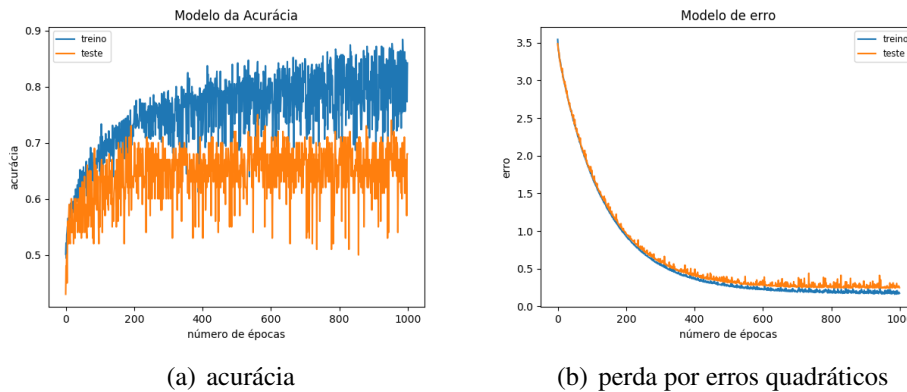 Modelo da Acurácia
0.9
0.8
0.7
0.6
0.5
acurácia
treino
teste
0
200
400
600
800
1000
número de épocas
(a) acurácia
Modelo de erro
3.5
3.0
2.5
2.0
1.5
1.0
0.5
0.0
erro
treino
teste
0
200
400
600
800
1000
número de épocas
(b) perda por erros quadráticos